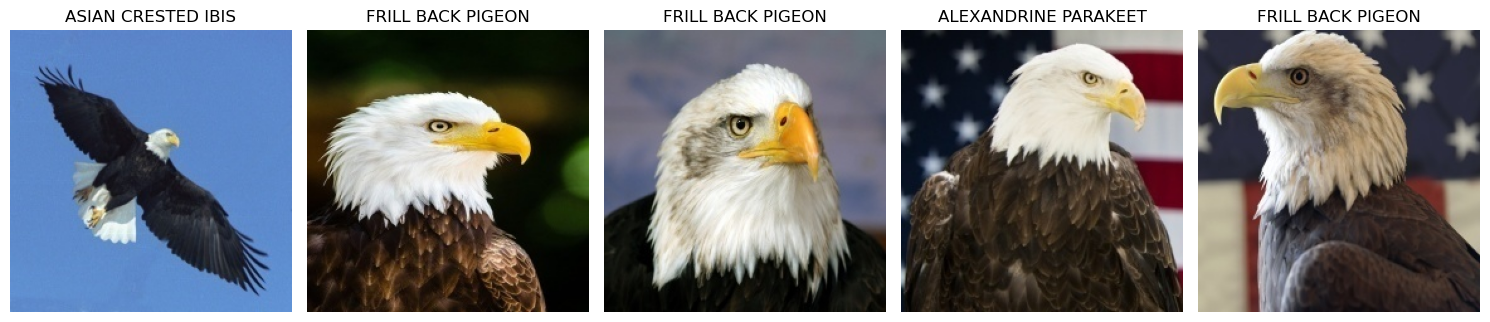 ASIAN CRESTED IBIS
FRILL BACK PIGEON
FRILL BACK PIGEON
ALEXANDRINE PARAKEET
FRILL BACK PIGEON